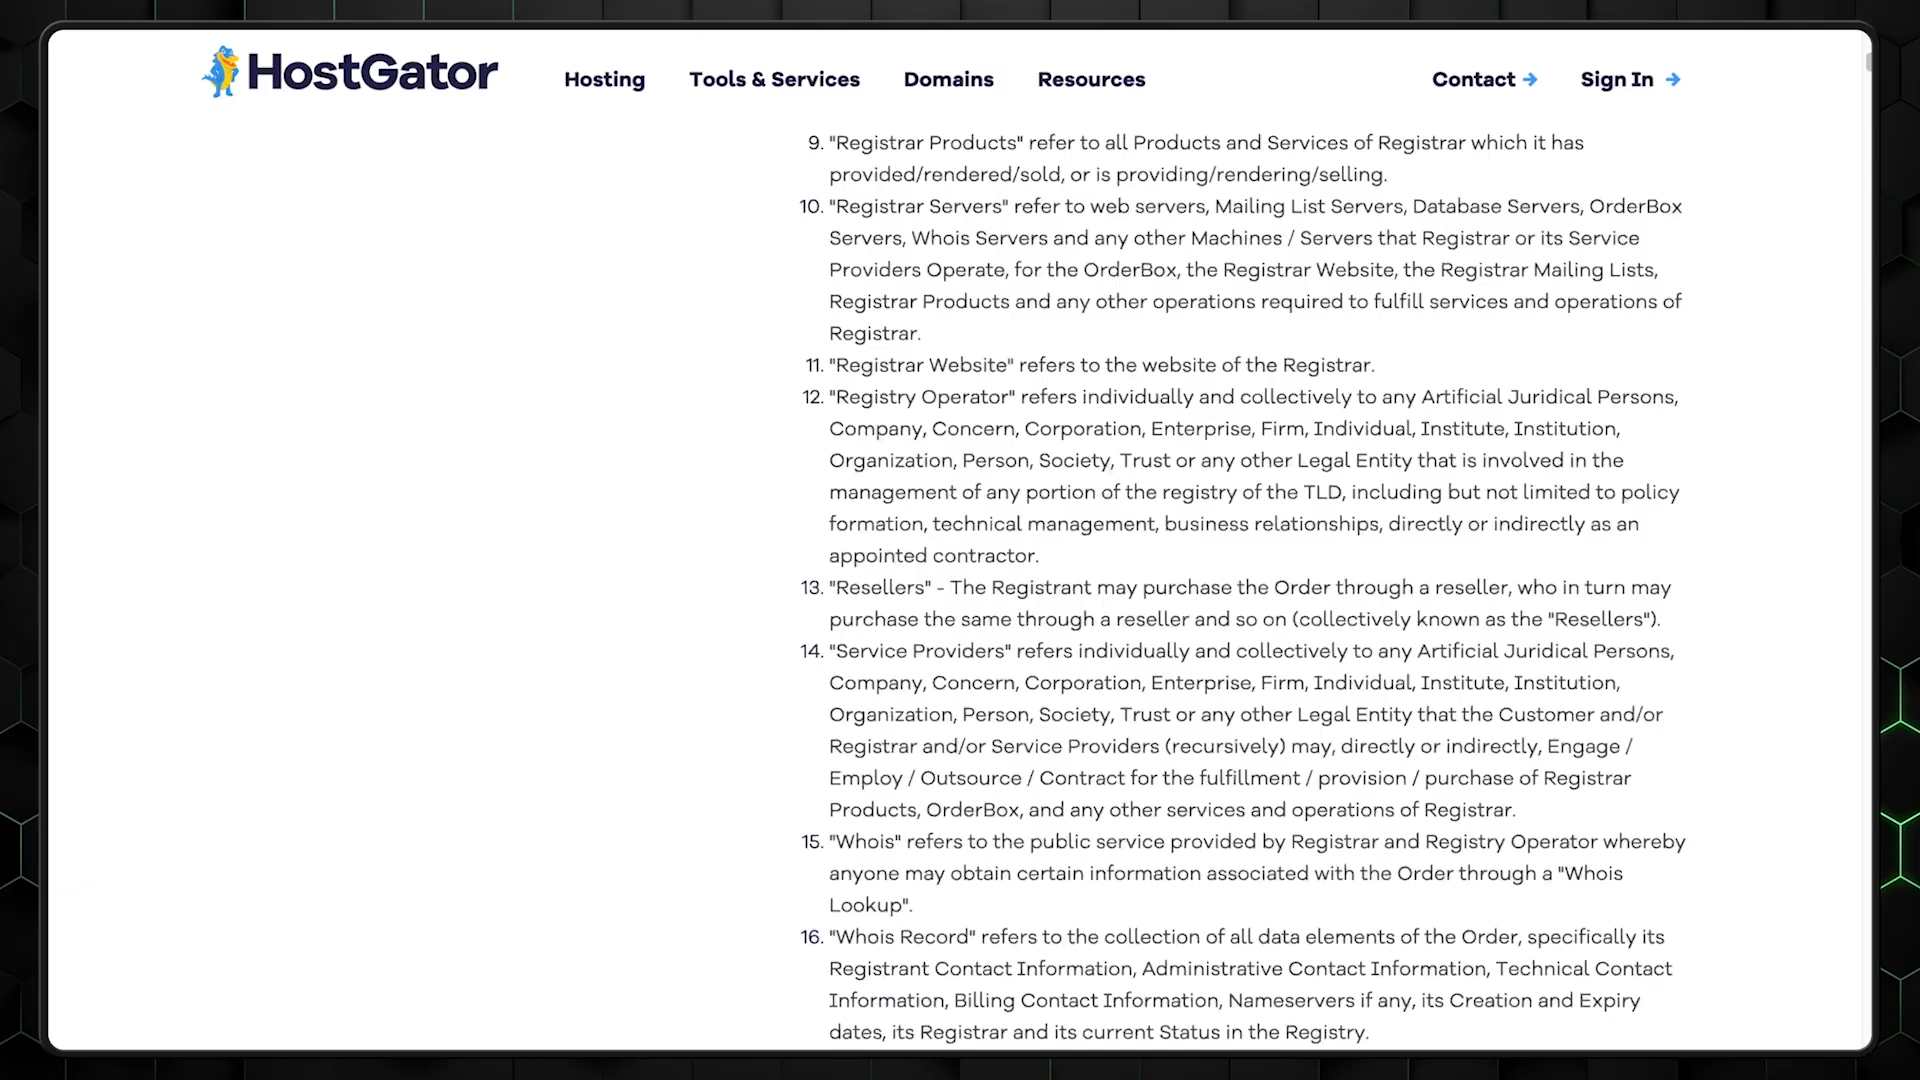 HostGator
Hosting
Tools & Services
Domains
Resources
Contact
Sign In
9. "Registrar Products" refer to all Products and Services of Registrar which it has
provided/rendered/sold, or is providing/rendering/selling.
10. "Registrar Servers" refer to web servers, Mailing List Servers, Database Servers, OrderBox
Servers, Whois Servers and any other Machines / Servers that Registrar or its Service
Providers Operate, for the OrderBox, the Registrar Website, the Registrar Mailing Lists,
Registrar Products and any other operations required to fulfill services and operations of
Registrar.
11. "Registrar Website" refers to the website of the Registrar.
12. "Registry Operator" refers individually and collectively to any Artificial Juridical Persons,
Company, Concern, Corporation, Enterprise, Firm, Individual, Institute, Institution,
Organization, Person, Society, Trust or any other Legal Entity that is involved in the
management of any portion of the registry of the TLD, including but not limited to policy
formation, technical management, business relationships, directly or indirectly as an
appointed contractor.
13. "Resellers" - The Registrant may purchase the Order through a reseller, who in turn may
purchase the same through a reseller and so on (collectively known as the "Resellers").
14. "Service Providers" refers individually and collectively to any Artificial Juridical Persons,
Company, Concern, Corporation, Enterprise, Firm, Individual, Institute, Institution,
Organization, Person, Society, Trust or any other Legal Entity that the Customer and/or
Registrar and/or Service Providers (recursively) may, directly or indirectly, Engage /
Employ / Outsource / Contract for the fulfillment / provision / purchase of Registrar
Products, OrderBox, and any other services and operations of Registrar.
15. "Whois" refers to the public service provided by Registrar and Registry Operator whereby
anyone may obtain certain information associated with the Order through a "Whois
Lookup".
16. "Whois Record" refers to the collection of all data elements of the Order, specifically its
Registrant Contact Information, Administrative Contact Information, Technical Contact
Information, Billing Contact Information, Nameservers if any, its Creation and Expiry
dates, its Registrar and its current Status in the Registry.